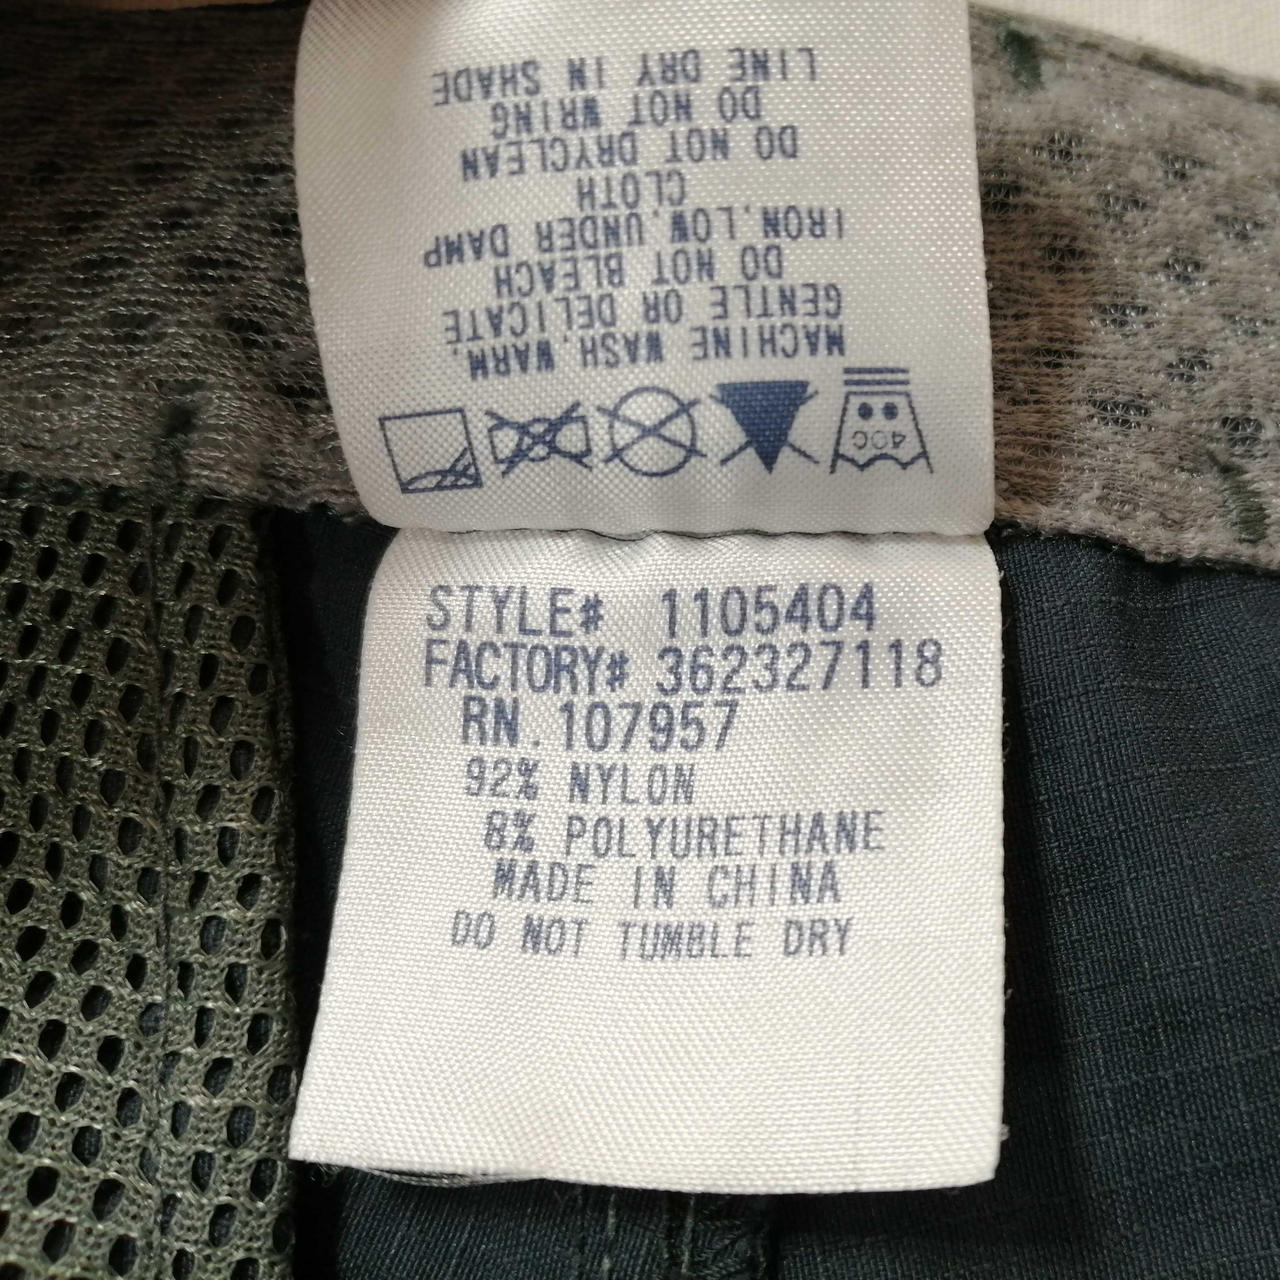 MACHINE WASH, WARM,
GENTLE OR DELICATE
DO NOT BLEACH
IRON, LOW, UNDER DAMP
CLOTH
DO NOT DRYCLEAN
DO NOT WRING
LINE DRY IN SHADE
40C
STYLE# 1105404
FACTORY# 362327118
RN. 107957
92% NYLON
8% POLYURETHANE
MADE IN CHINA
DO NOT TUMBLE DRY